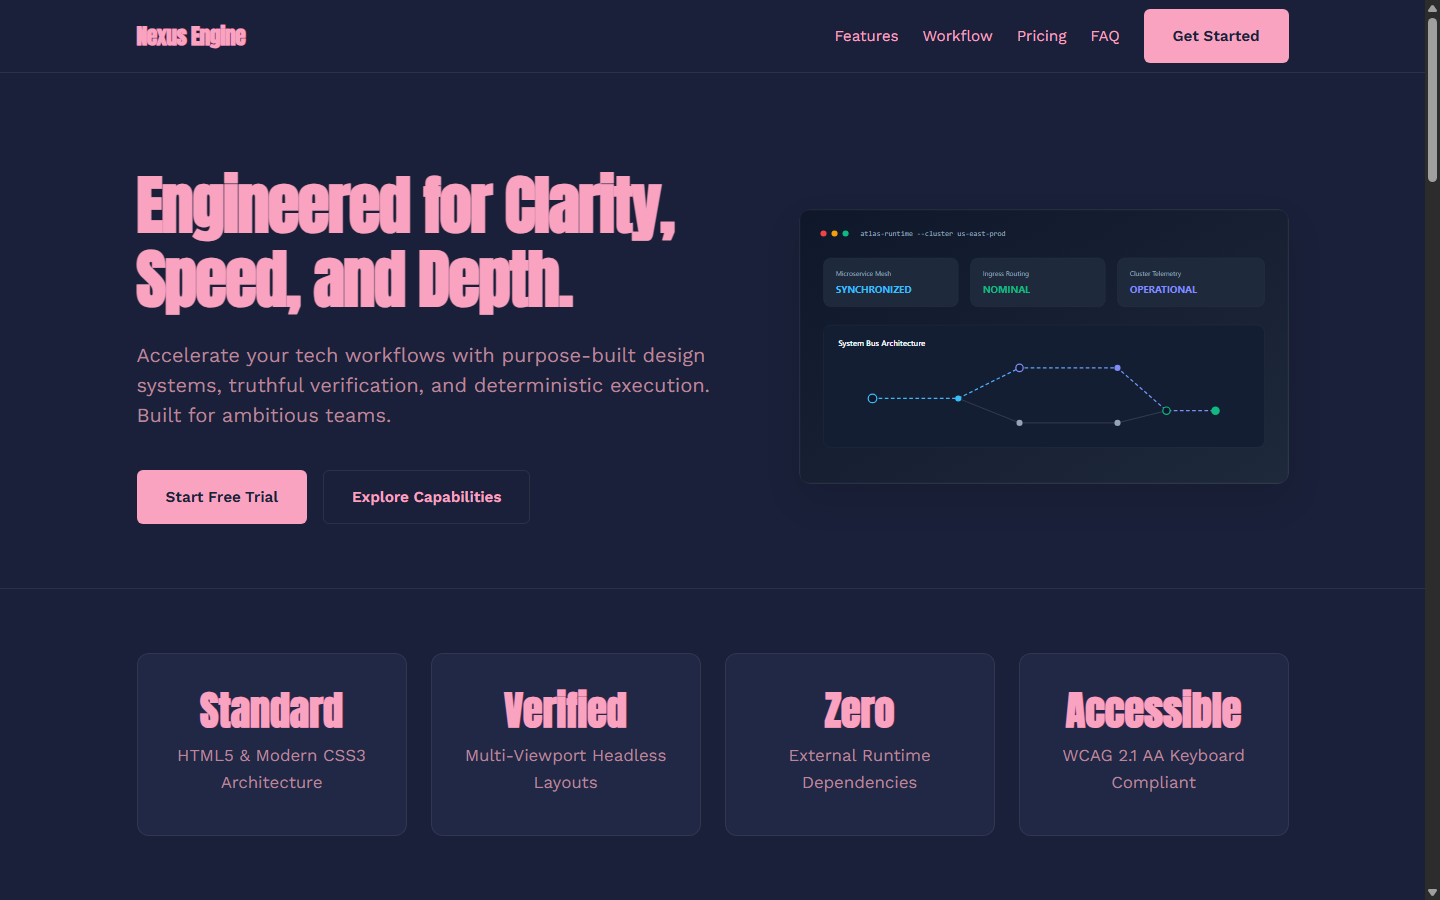 Nexus Engine
Features
Workflow
Pricing
FAQ
Get Started
Engineered for Clarity,
Speed, and Depth.
Accelerate your tech workflows with purpose-built design
systems, truthful verification, and deterministic execution.
Built for ambitious teams.
Start Free Trial
Explore Capabilities
atlas-runtime --cluster us-east-prod
Microservice Mesh
SYNCHRONIZED
Ingress Routing
NOMINAL
Cluster Telemetry
OPERATIONAL
System Bus Architecture
Standard
HTML5 & Modern CSS3
Architecture
Verified
Multi-Viewport Headless
Layouts
Zero
External Runtime
Dependencies
Accessible
WCAG 2.1 AA Keyboard
Compliant